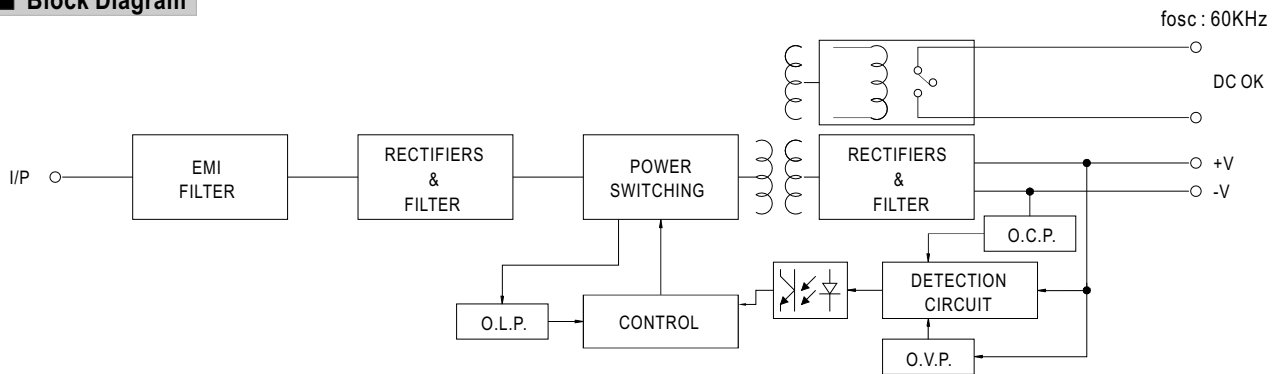 ■ Block Diagram
fosc : 60KHz
DC OK
I/P
EMI
FILTER
RECTIFIERS
&
FILTER
POWER
SWITCHING
RECTIFIERS
&
FILTER
+V
-V
O.C.P.
DETECTION
CIRCUIT
O.L.P.
CONTROL
O.V.P.